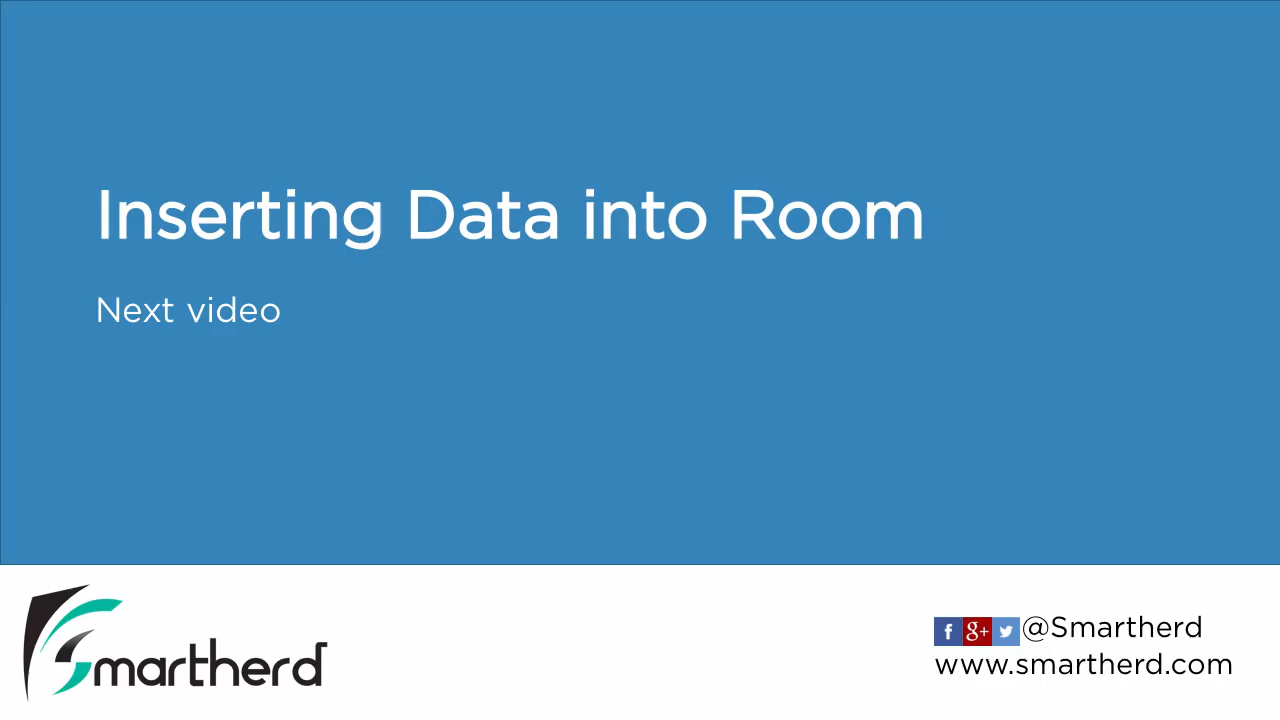 Inserting Data into Room
Next video
Smartherd
f g+ @Smartherd
www.smartherd.com